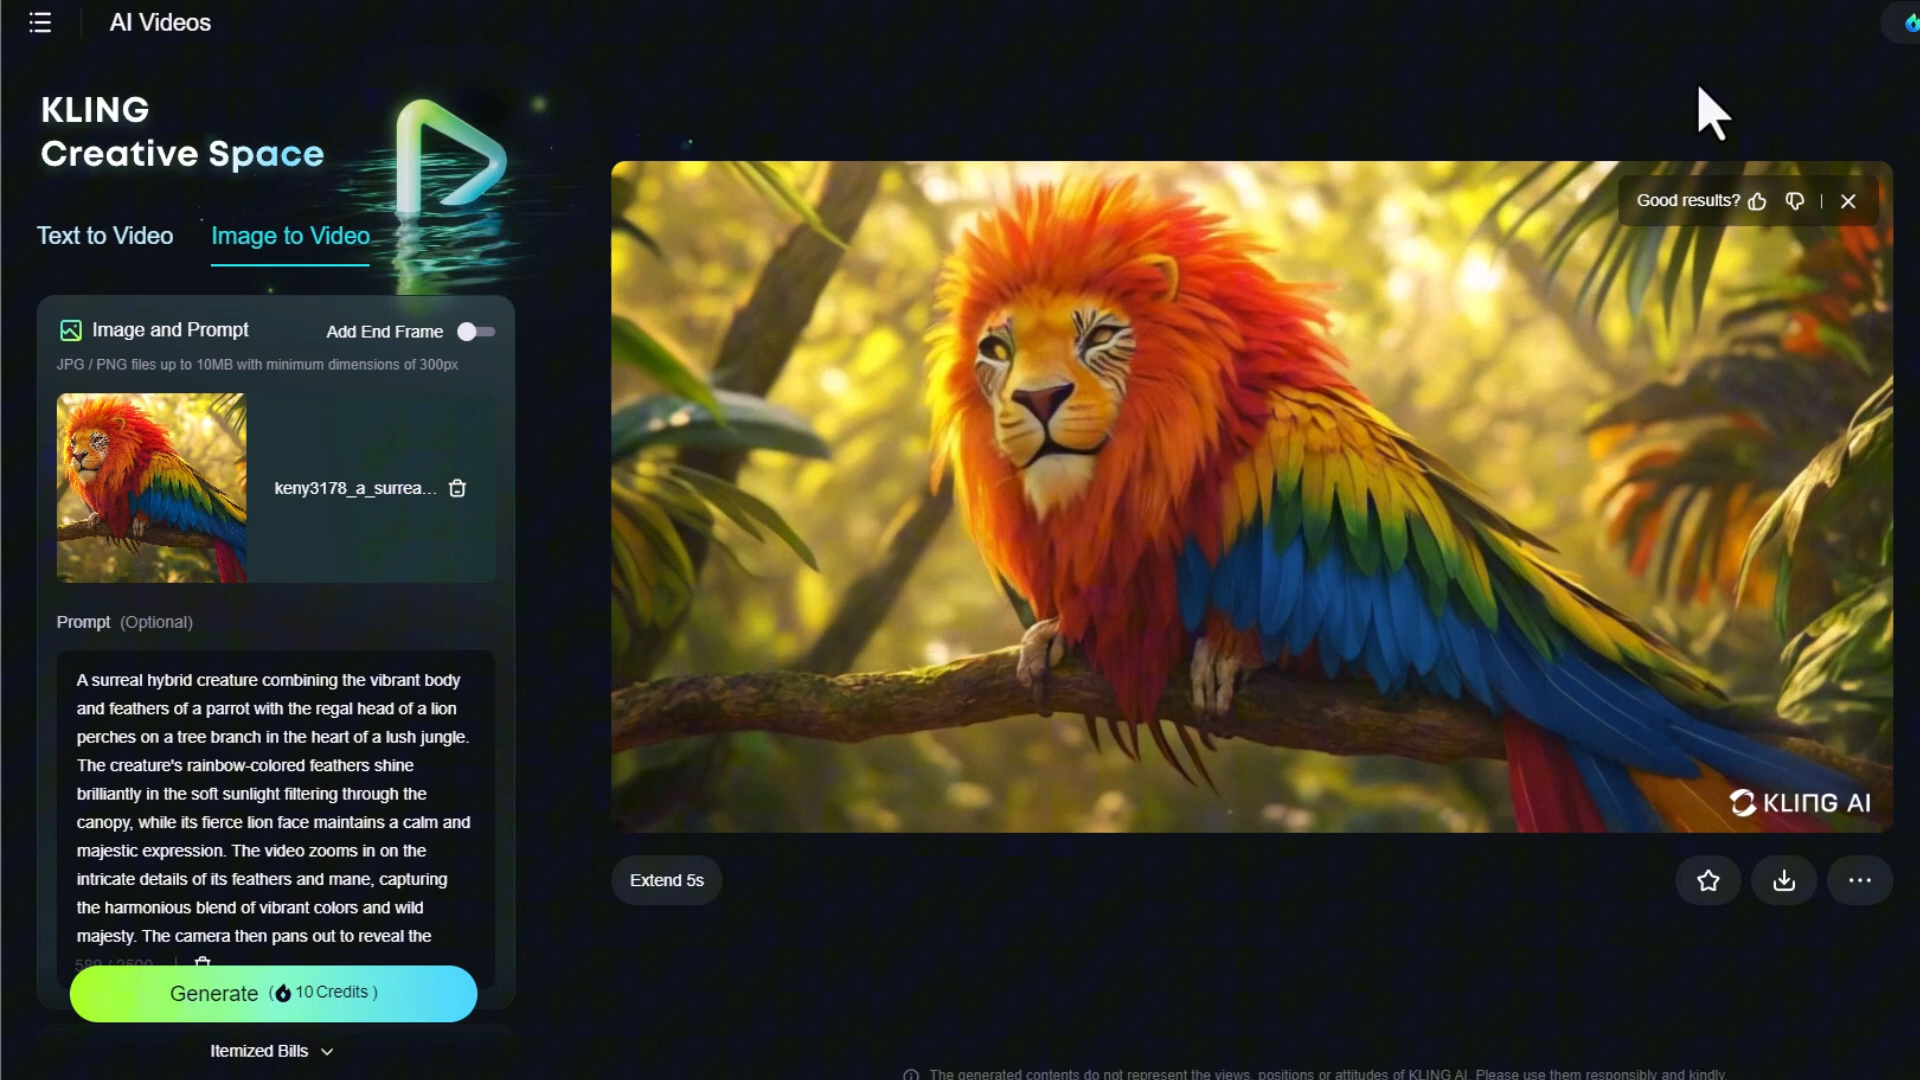 AI Videos
KLING
Creative Space
Text to Video
Image to Video
Image and Prompt
Add End Frame
JPG / PNG files up to 10MB with minimum dimensions of 300px
keny3178_a_surrea...
Prompt (Optional)
A surreal hybrid creature combining the vibrant body
and feathers of a parrot with the regal head of a lion
perches on a tree branch in the heart of a lush jungle.
The creature's rainbow-colored feathers shine
brilliantly in the soft sunlight filtering through the
canopy, while its fierce lion face maintains a calm and
majestic expression. The video zooms in on the
intricate details of its feathers and mane, capturing
the harmonious blend of vibrant colors and wild
majesty. The camera then pans out to reveal the
Generate ( 10 Credits )
Itemized Bills
Good results?
KLING AI
Extend 5s
The generated contents do not represent the views, positions or attitudes of KLING AI. Please use them responsibly and kindly.